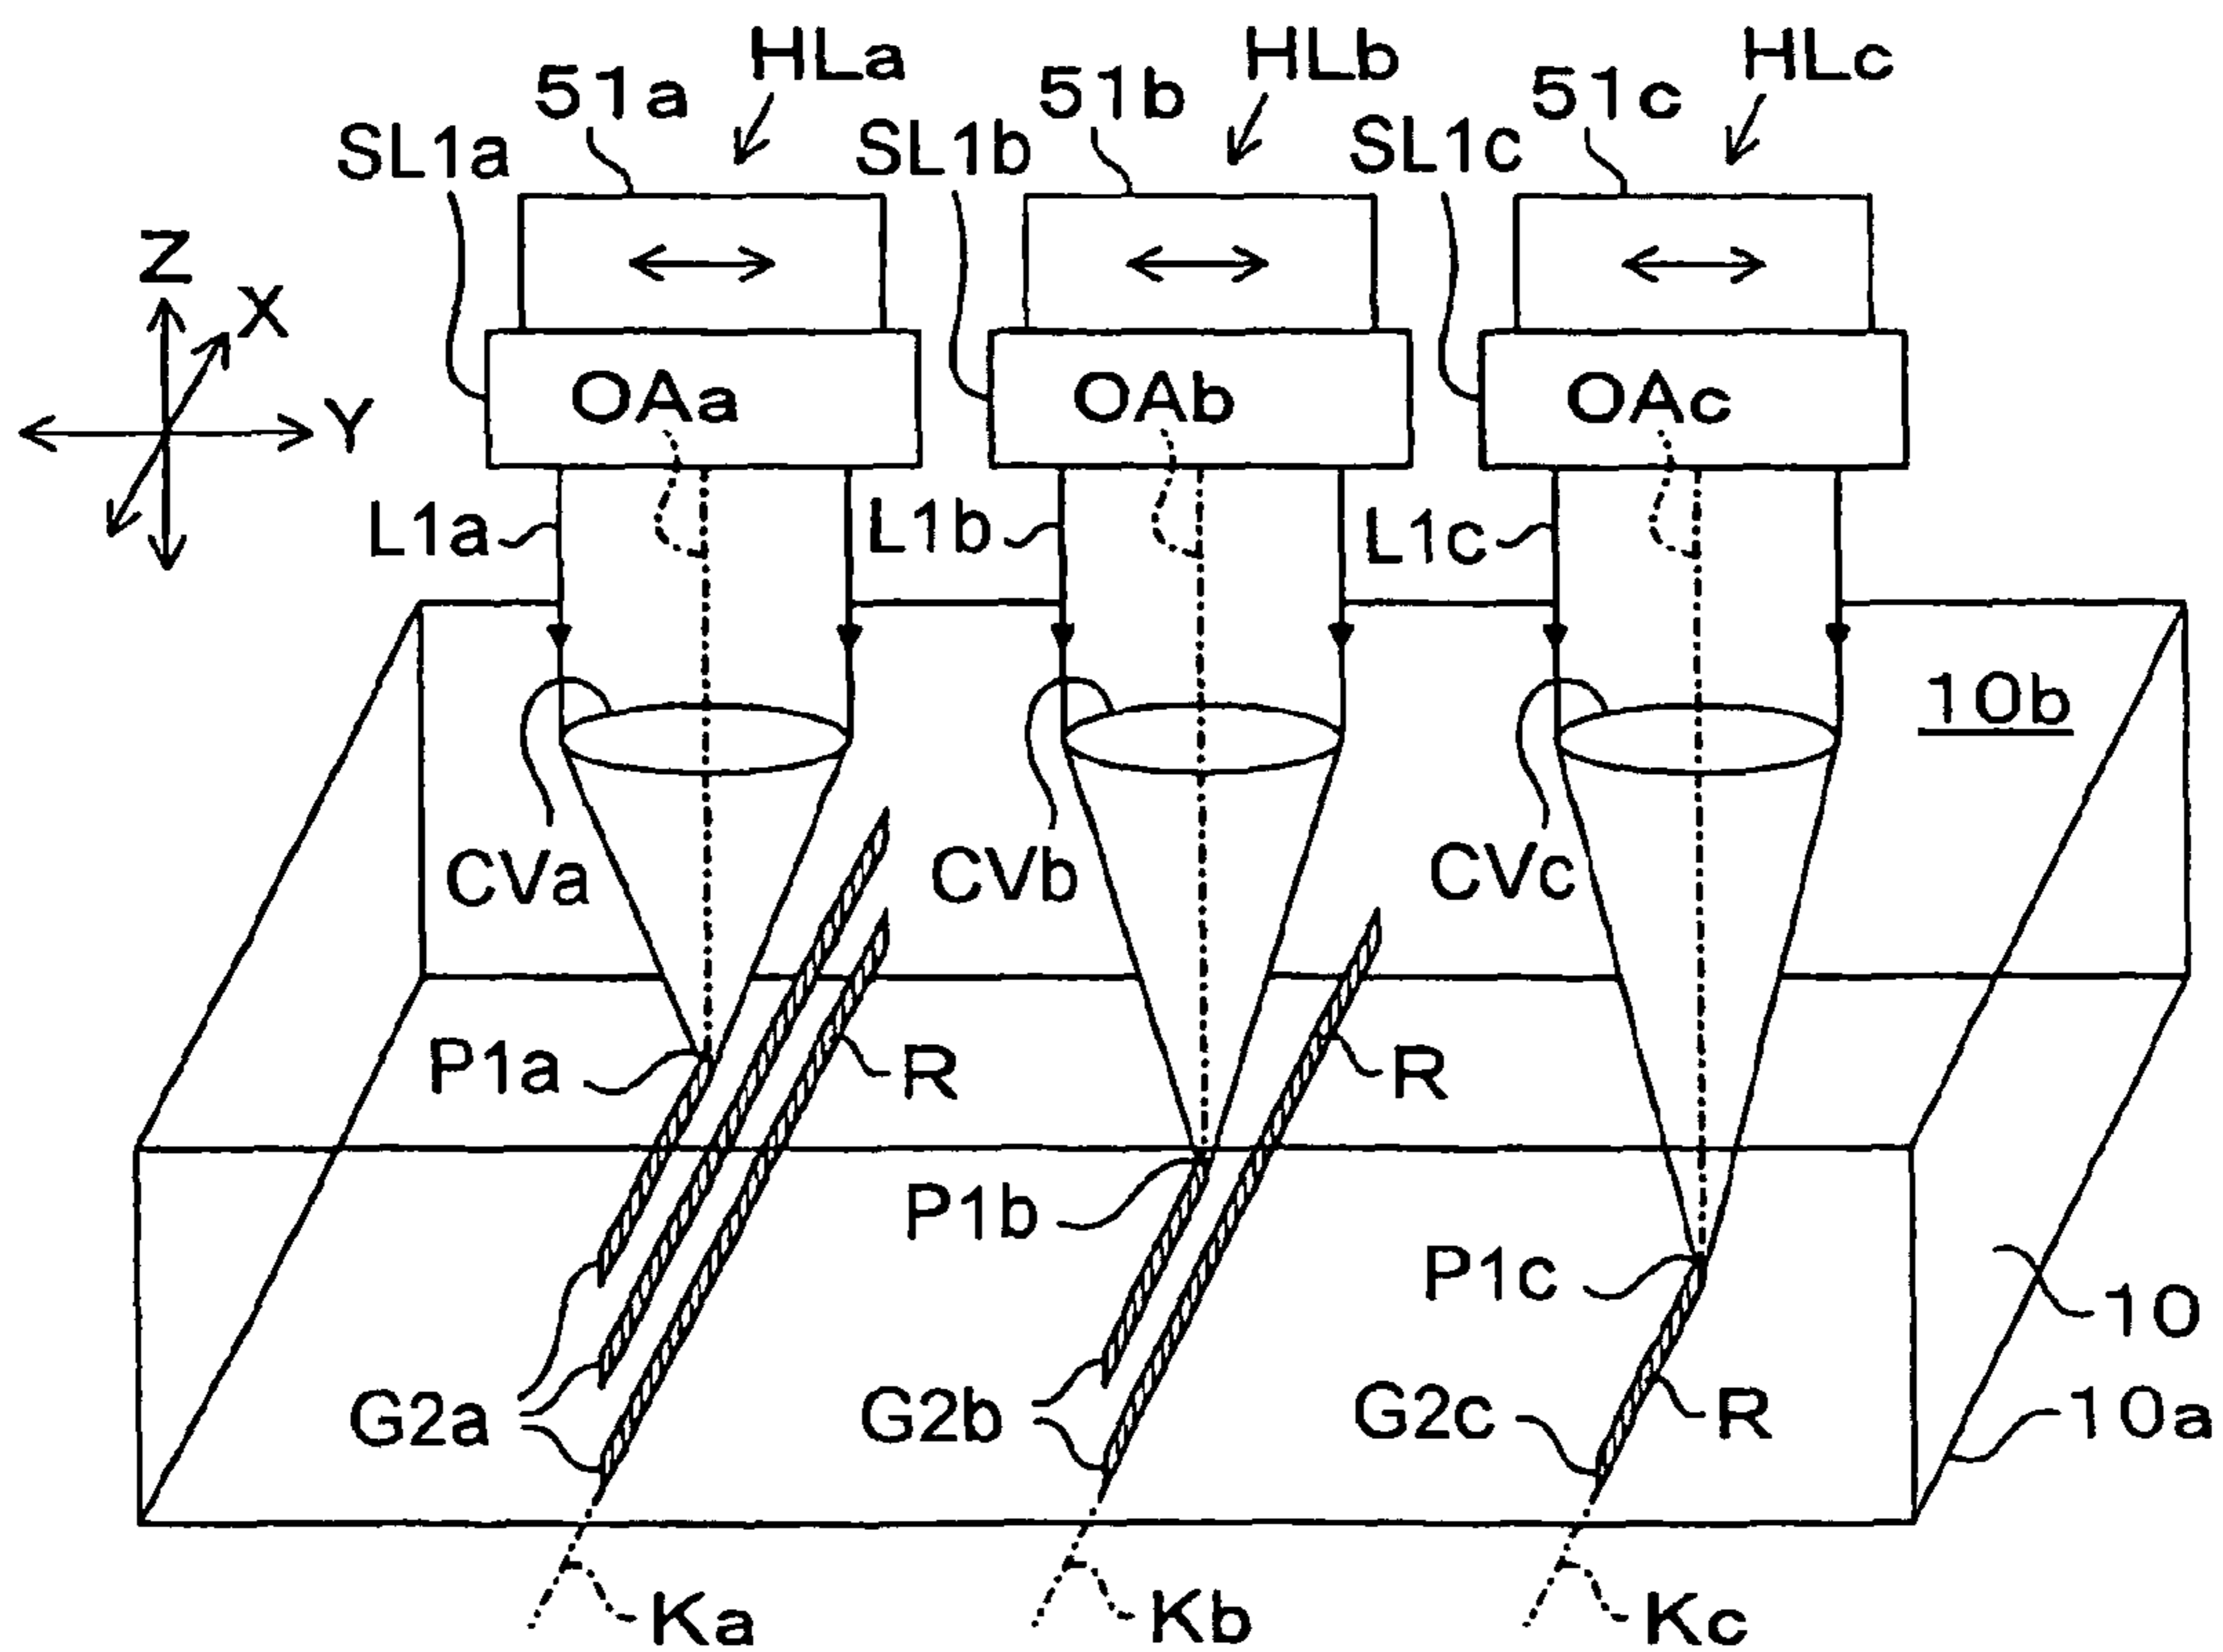 HLa HLb HLc
51a 51b 51c
SL1a SL1b SL1c
Z
X
OAa OAb OAc
Y
L1a L1b L1c
10b
CVa CVb CVc
P1a R R
P1b
P1c
10
G2a G2b G2c R 10a
Ka Kb Kc